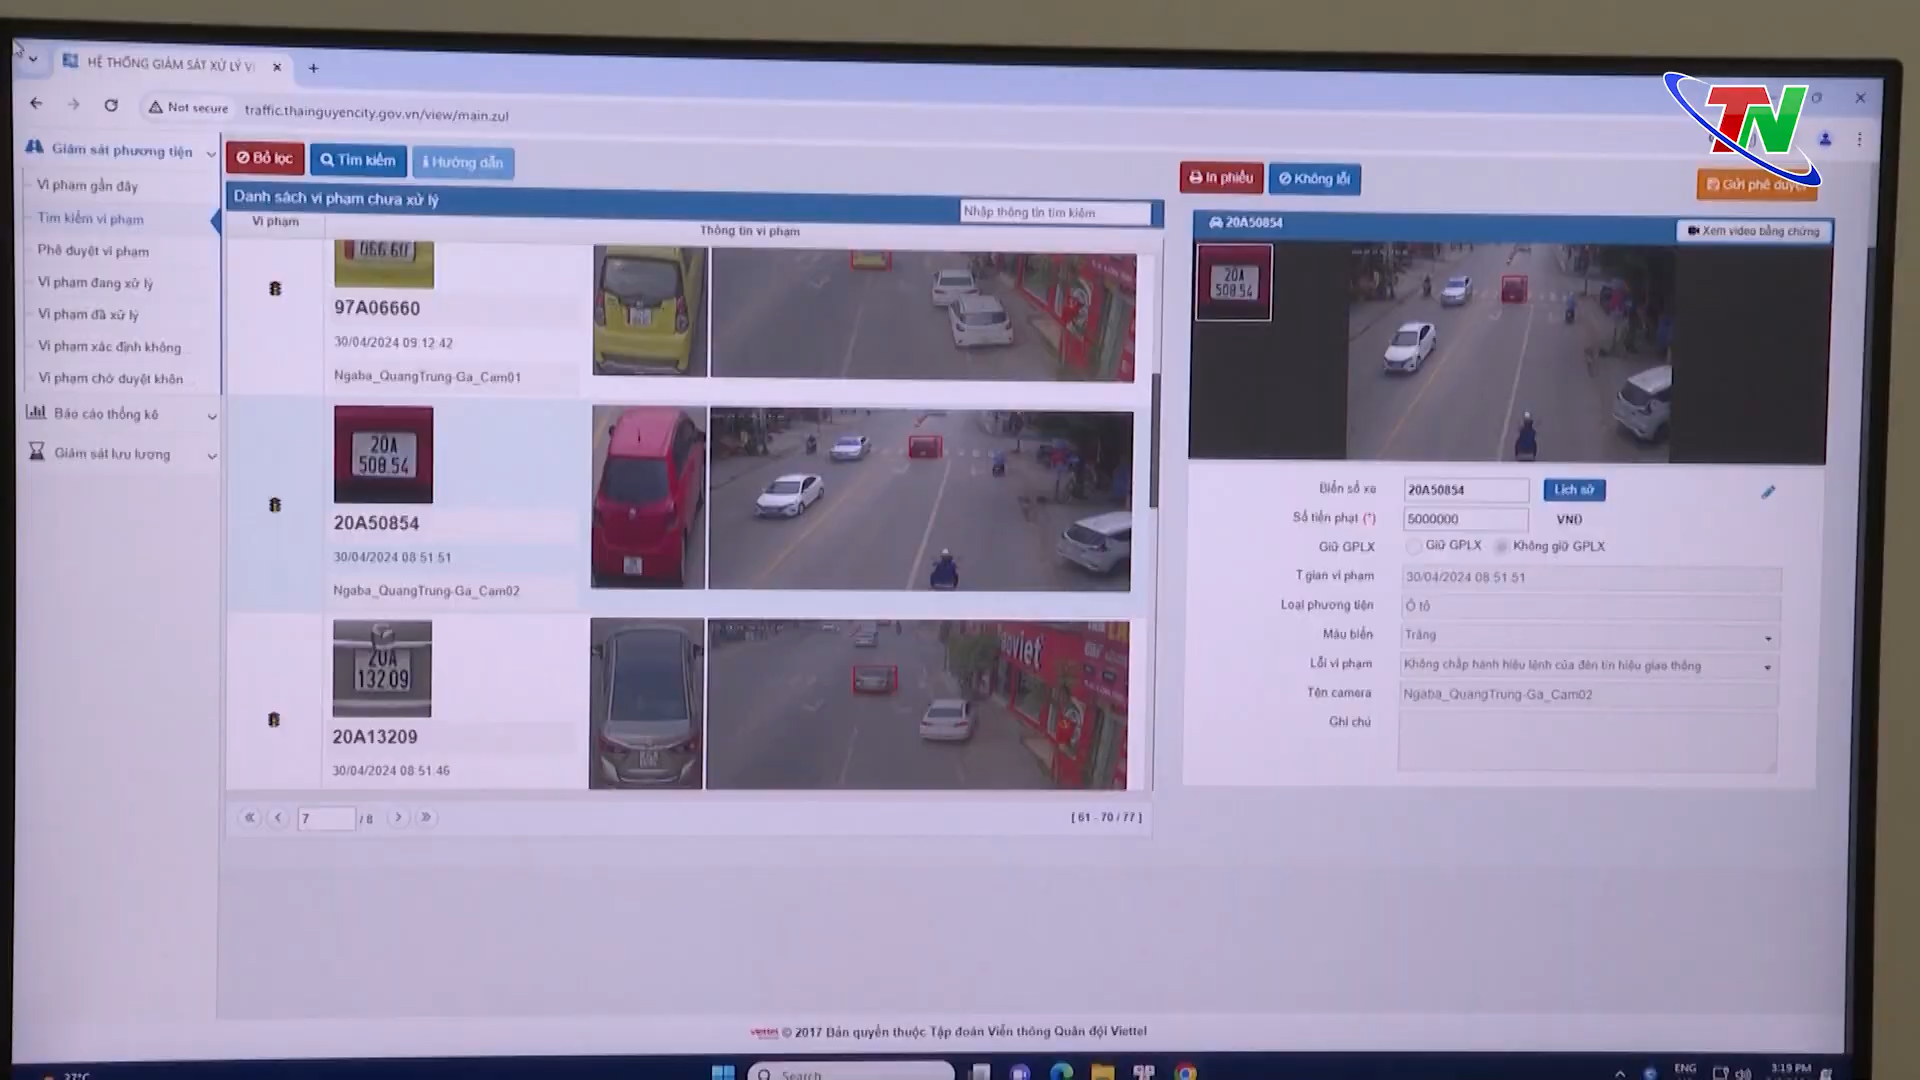 HỆ THỐNG GIÁM SÁT XỬ LÝ VI
Not secure
traffic.thainguyencity.gov.vn/view/main.zul
TN
Giám sát phương tiện
Vi phạm gần đây
Tìm kiếm vi phạm
Phê duyệt vi phạm
Vi phạm đang xử lý
Vi phạm đã xử lý
Vi phạm xác định không
Vi phạm chờ duyệt khôn
Báo cáo thống kê
Giám sát lưu lượng
Bỏ lọc
Tìm kiếm
Hướng dẫn
Danh sách vi phạm chưa xử lý
Nhập thông tin tìm kiếm
Vi phạm
Thông tin vi phạm
066.60
97A06660
30/04/2024 09:12:42
Ngaba_QuangTrung-Ga_Cam01
20A
508.54
20A50854
30/04/2024 08:51:51
Ngaba_QuangTrung-Ga_Cam02
20A
132.09
20A13209
30/04/2024 08:51:46
7 / 8
[ 61 - 70 / 77 ]
In phiếu
Không lỗi
Gửi phê duyệt
20A50854
Xem video bằng chứng
20A
508.54
Biển số xe 20A50854 Lịch sử
Số tiền phạt (*) 5000000 VNĐ
Giữ GPLX Giữ GPLX Không giữ GPLX
T.gian vi phạm 30/04/2024 08:51:51
Loại phương tiện Ô tô
Màu biển Trắng
Lỗi vi phạm Không chấp hành hiệu lệnh của đèn tín hiệu giao thông
Tên camera Ngaba_QuangTrung-Ga_Cam02
Ghi chú
viettel © 2017 Bản quyền thuộc Tập đoàn Viễn thông Quân đội Viettel
27°C
Search
ENG
3:19 PM